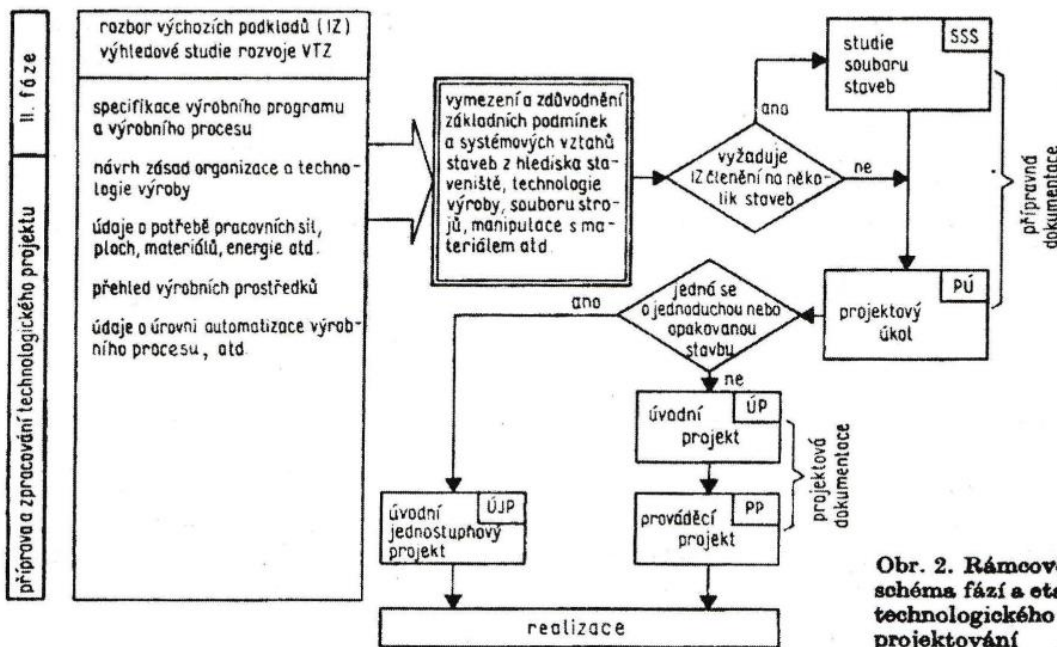 II. fáze
příprava a zpracování technologického projektu
rozbor výchozích podkladů (IZ)
výhledové studie rozvoje VTZ
specifikace výrobního programu
a výrobního procesu
návrh zásad organizace a techno-
logie výroby
údaje o potřebě pracovních sil,
ploch, materiálů, energie atd.
přehled výrobních prostředků
údaje o úrovni automatizace výrob-
ního procesu, atd.
vymezení a zdůvodnění
základních podmínek
a systémových vztahů
staveb z hlediska sta-
veniště, technologie
výroby, souboru stro-
jů, manipulace s ma-
teriálem atd.
ano
vyžaduje
IZ členění na něko-
lik staveb
ne
studie
souboru
staveb
SSS
přípravná
dokumentace
PÚ
projektový
úkol
jedná se
o jednoduchou nebo
opakovanou
stavbu
ano
ne
úvodní
projekt
ÚP
prováděcí
projekt
PP
projektová
dokumentace
úvodní
jednostupňový
projekt
ÚJP
realizace
Obr. 2. Rámcové
schéma fází a
technologického
projektování